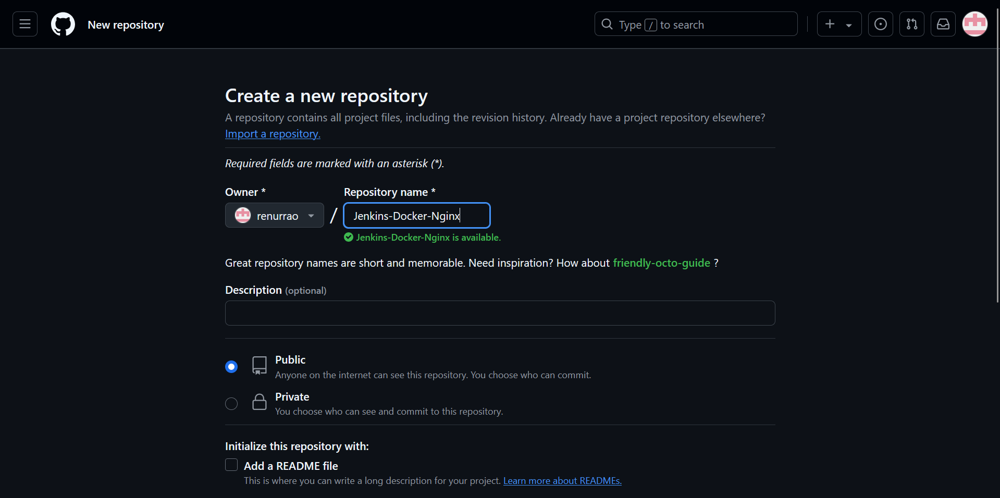 New repository
Type / to search
Create a new repository
A repository contains all project files, including the revision history. Already have a project repository elsewhere?
Import a repository.
Required fields are marked with an asterisk (*).
Owner *
Repository name *
renurrao
/
Jenkins-Docker-Nginx
Jenkins-Docker-Nginx is available.
Great repository names are short and memorable. Need inspiration? How about friendly-octo-guide ?
Description (optional)
Public
Anyone on the internet can see this repository. You choose who can commit.
Private
You choose who can see and commit to this repository.
Initialize this repository with:
Add a README file
This is where you can write a long description for your project. Learn more about READMEs.